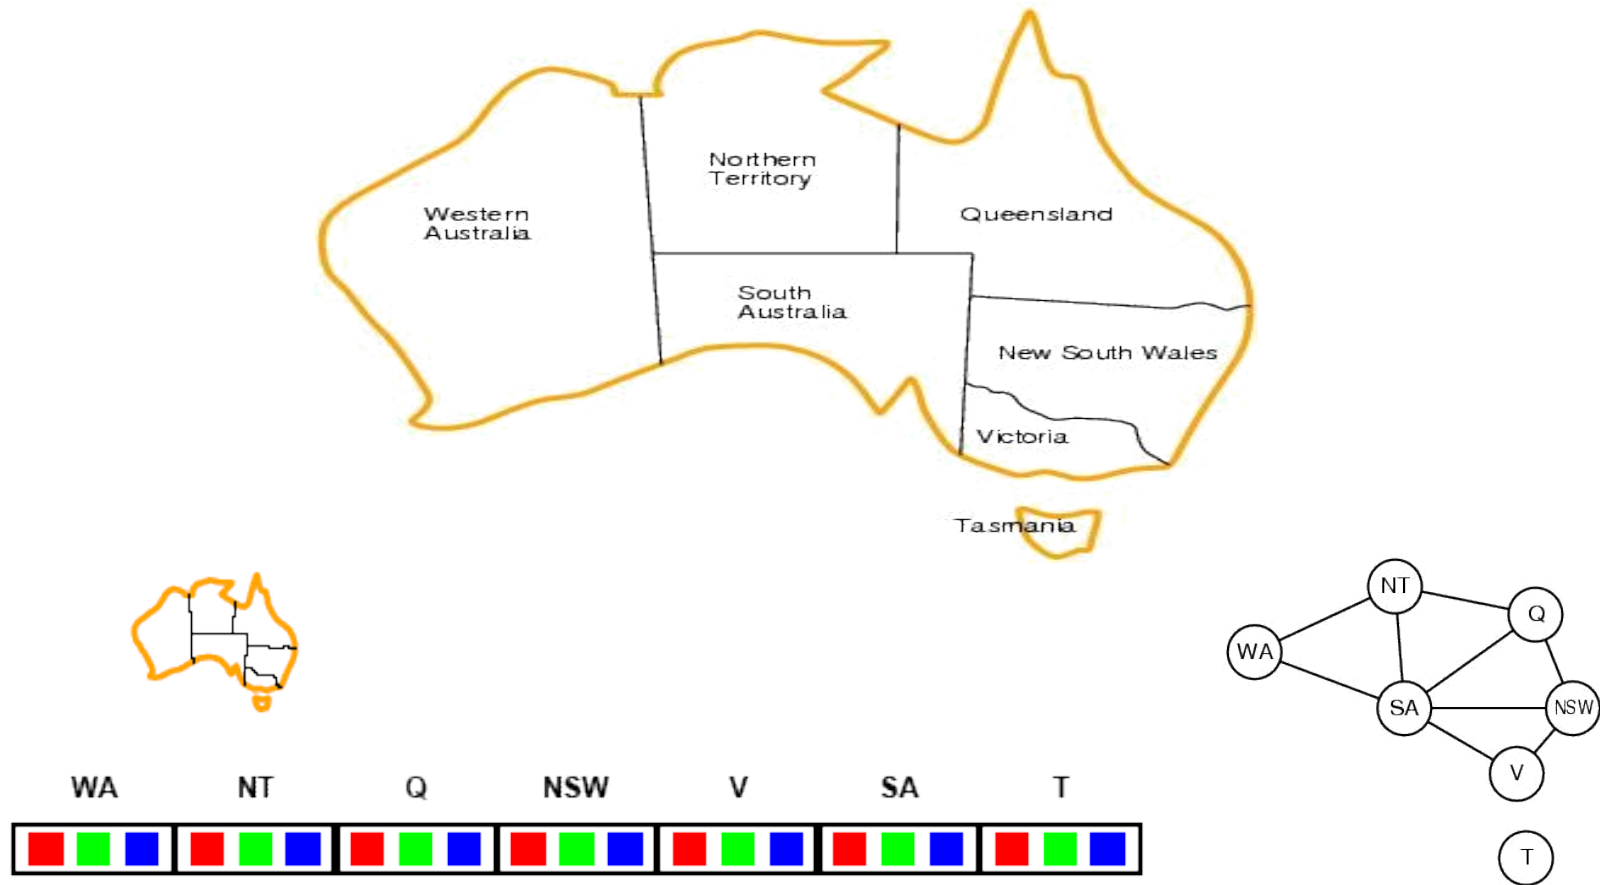 Northern
Territory
Western
Australia
Queensland
South
Australia
New South Wales
Victoria
Tasmania
NT
Q
WA
SA
NSW
V
T
WA NT Q NSW V SA T